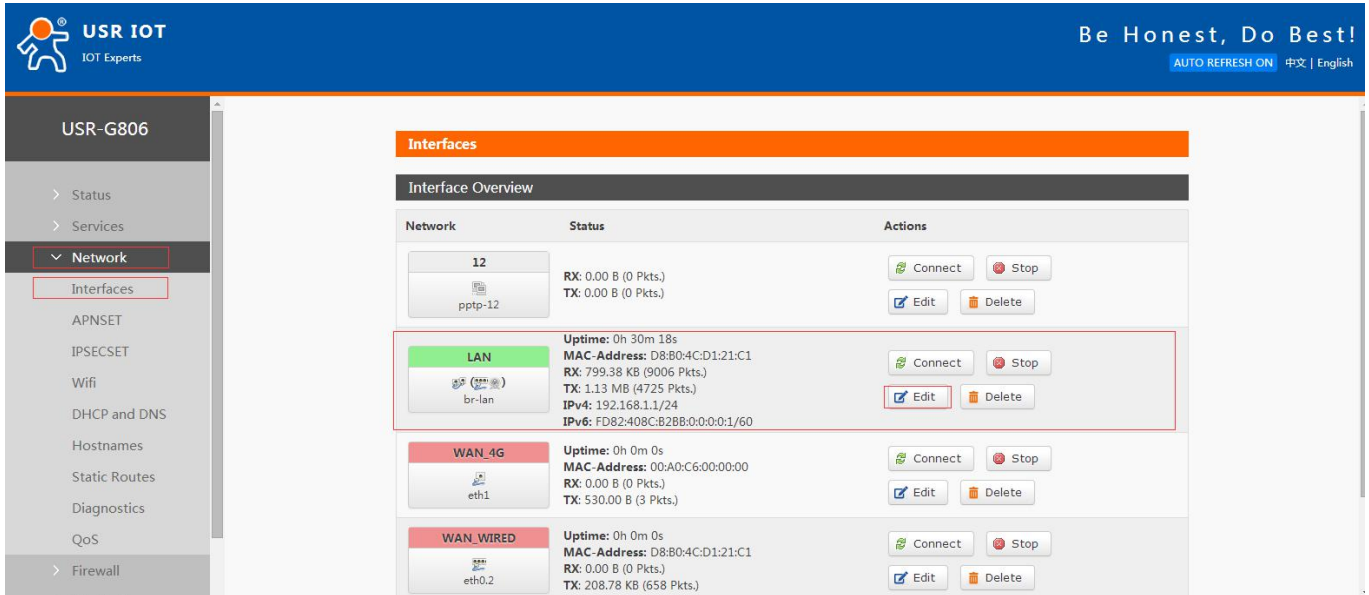 ®
USR IOT
IOT Experts
Be Honest, Do Best!
AUTO REFRESH ON 中文 | English
USR-G806
Status
Services
Network
Interfaces
APNSET
IPSECSET
Wifi
DHCP and DNS
Hostnames
Static Routes
Diagnostics
QoS
Firewall
Interfaces
Interface Overview
Network Status Actions
12
pptp-12
RX: 0.00 B (0 Pkts.)
TX: 0.00 B (0 Pkts.)
Connect Stop
Edit Delete
LAN
( )
br-lan
Uptime: 0h 30m 18s
MAC-Address: D8:B0:4C:D1:21:C1
RX: 799.38 KB (9006 Pkts.)
TX: 1.13 MB (4725 Pkts.)
IPv4: 192.168.1.1/24
IPv6: FD82:408C:B2BB:0:0:0:0:1/60
Connect Stop
Edit Delete
WAN_4G
eth1
Uptime: 0h 0m 0s
MAC-Address: 00:A0:C6:00:00:00
RX: 0.00 B (0 Pkts.)
TX: 530.00 B (3 Pkts.)
Connect Stop
Edit Delete
WAN_WIRED
eth0.2
Uptime: 0h 0m 0s
MAC-Address: D8:B0:4C:D1:21:C1
RX: 0.00 B (0 Pkts.)
TX: 208.78 KB (658 Pkts.)
Connect Stop
Edit Delete